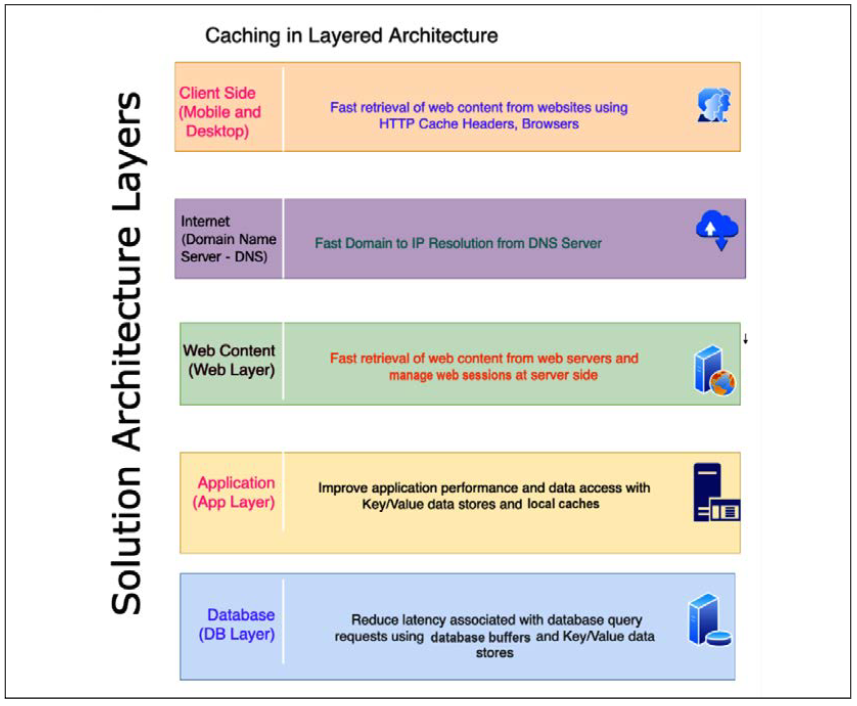 Caching in Layered Architecture
Solution Architecture Layers
Client Side
(Mobile and
Desktop)
Fast retrieval of web content from websites using
HTTP Cache Headers, Browsers
Internet
(Domain Name
Server - DNS)
Fast Domain to IP Resolution from DNS Server
Web Content
(Web Layer)
Fast retrieval of web content from web servers and
manage web sessions at server side
Application
(App Layer)
Improve application performance and data access with
Key/Value data stores and local caches
Database
(DB Layer)
Reduce latency associated with database query
requests using database buffers and Key/Value data
stores